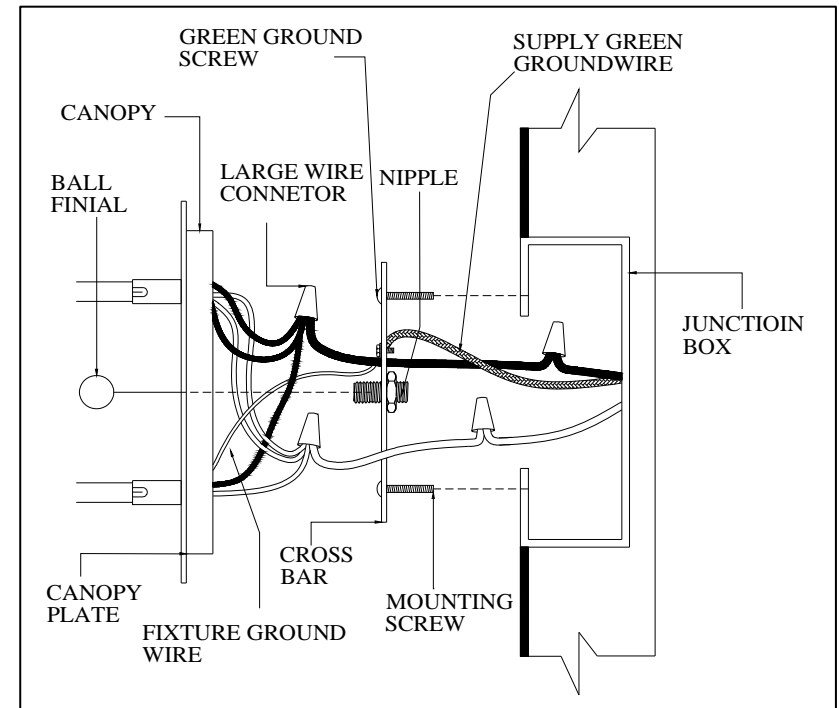 GREEN GROUND
SCREW
SUPPLY GREEN
GROUNDWIRE
CANOPY
LARGE WIRE
CONNETOR
NIPPLE
BALL
FINIAL
JUNCTIOIN
BOX
CROSS
BAR
CANOPY
PLATE
MOUNTING
SCREW
FIXTURE GROUND
WIRE